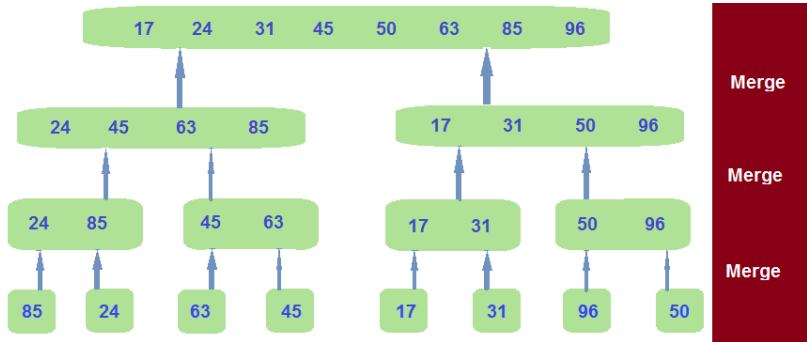 17 24 31 45 50 63 85 96
Merge
24 45 63 85 17 31 50 96
Merge
24 85 45 63 17 31 50 96
Merge
85 24 63 45 17 31 96 50